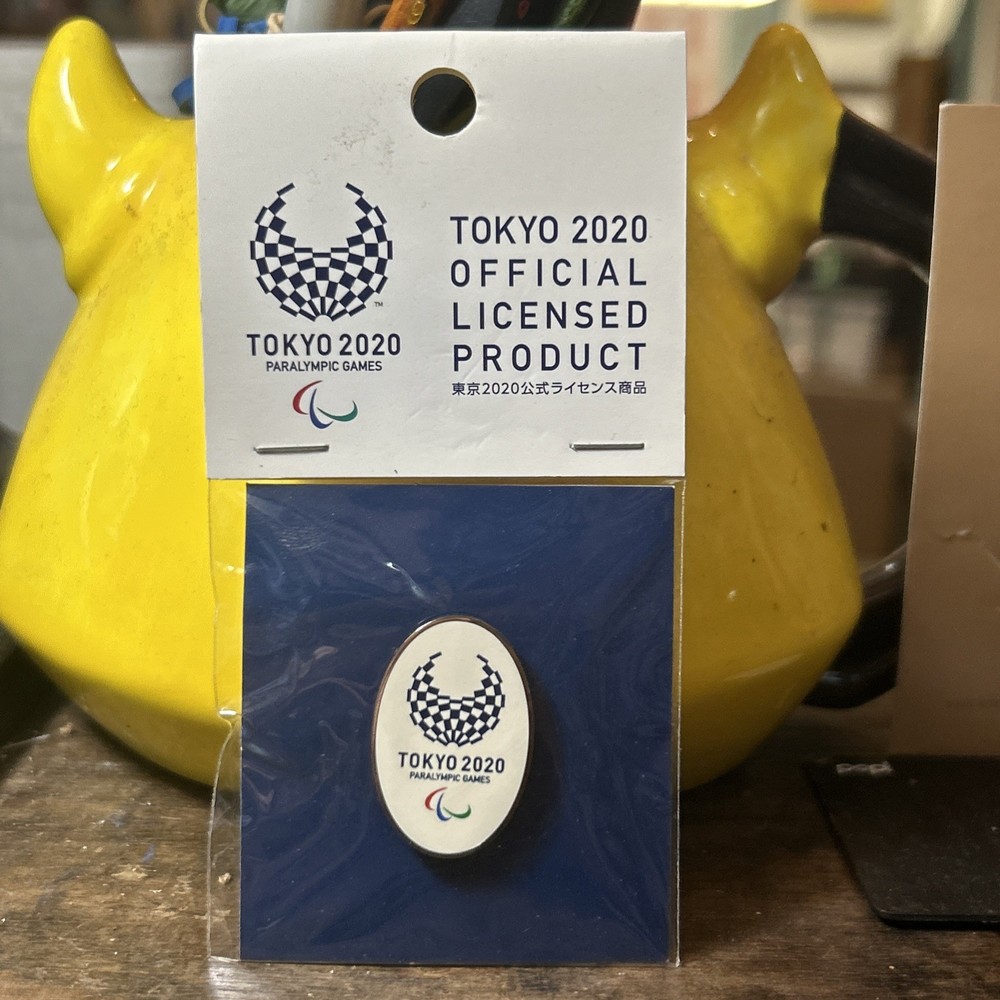 TM
TOKYO 2020
PARALYMPIC GAMES
TOKYO 2020
OFFICIAL
LICENSED
PRODUCT
東京2020公式ライセンス商品
TOKYO 2020
PARALYMPIC GAMES